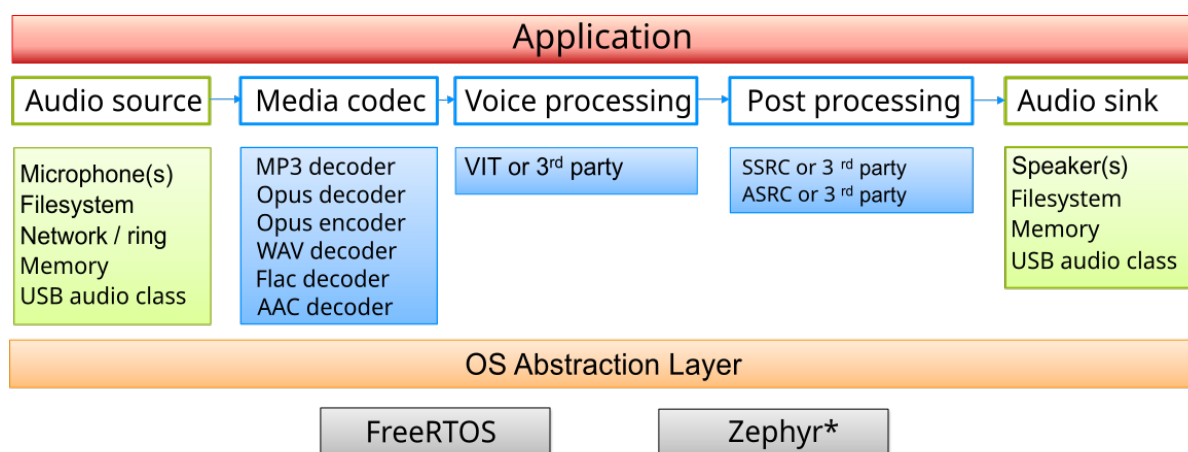 Application
Audio source
Media codec
Voice processing
Post processing
Audio sink
Microphone(s)
Filesystem
Network / ring
Memory
USB audio class
MP3 decoder
Opus decoder
Opus encoder
WAV decoder
Flac decoder
AAC decoder
VIT or 3rd party
SSRC or 3 rd party
ASRC or 3 rd party
Speaker(s)
Filesystem
Memory
USB audio class
OS Abstraction Layer
FreeRTOS
Zephyr*